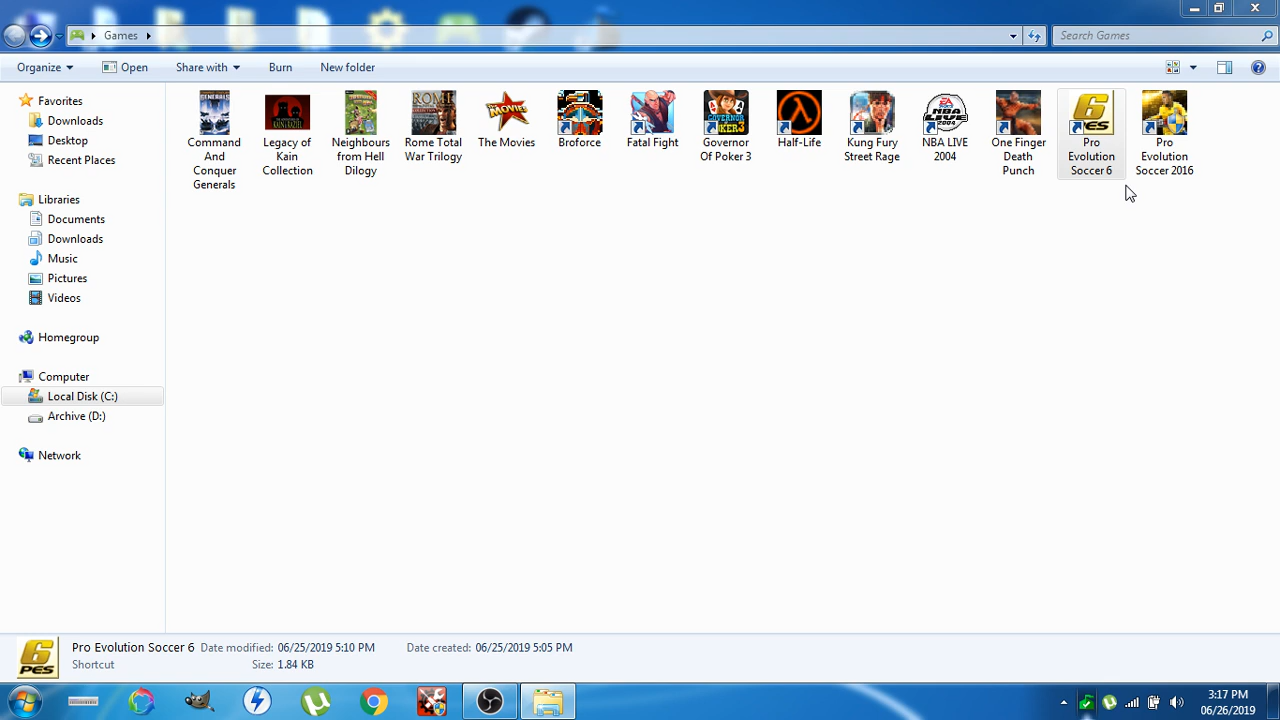 Games
Search Games
Organize
Open
Share with
Burn
New folder
Favorites
Downloads
Desktop
Recent Places
Libraries
Documents
Downloads
Music
Pictures
Videos
Homegroup
Computer
Local Disk (C:)
Archive (D:)
Network
Command
And
Conquer
Generals
Legacy of
Kain
Collection
Neighbours
from Hell
Dilogy
Rome Total
War Trilogy
The Movies
Broforce
Fatal Fight
Governor
Of Poker 3
Half-Life
Kung Fury
Street Rage
NBA LIVE
2004
One Finger
Death
Punch
Pro
Evolution
Soccer 6
Pro
Evolution
Soccer 2016
6
PES
Pro Evolution Soccer 6 Date modified: 06/25/2019 5:10 PM Date created: 06/25/2019 5:05 PM
Shortcut Size: 1.84 KB
3:17 PM
06/26/2019